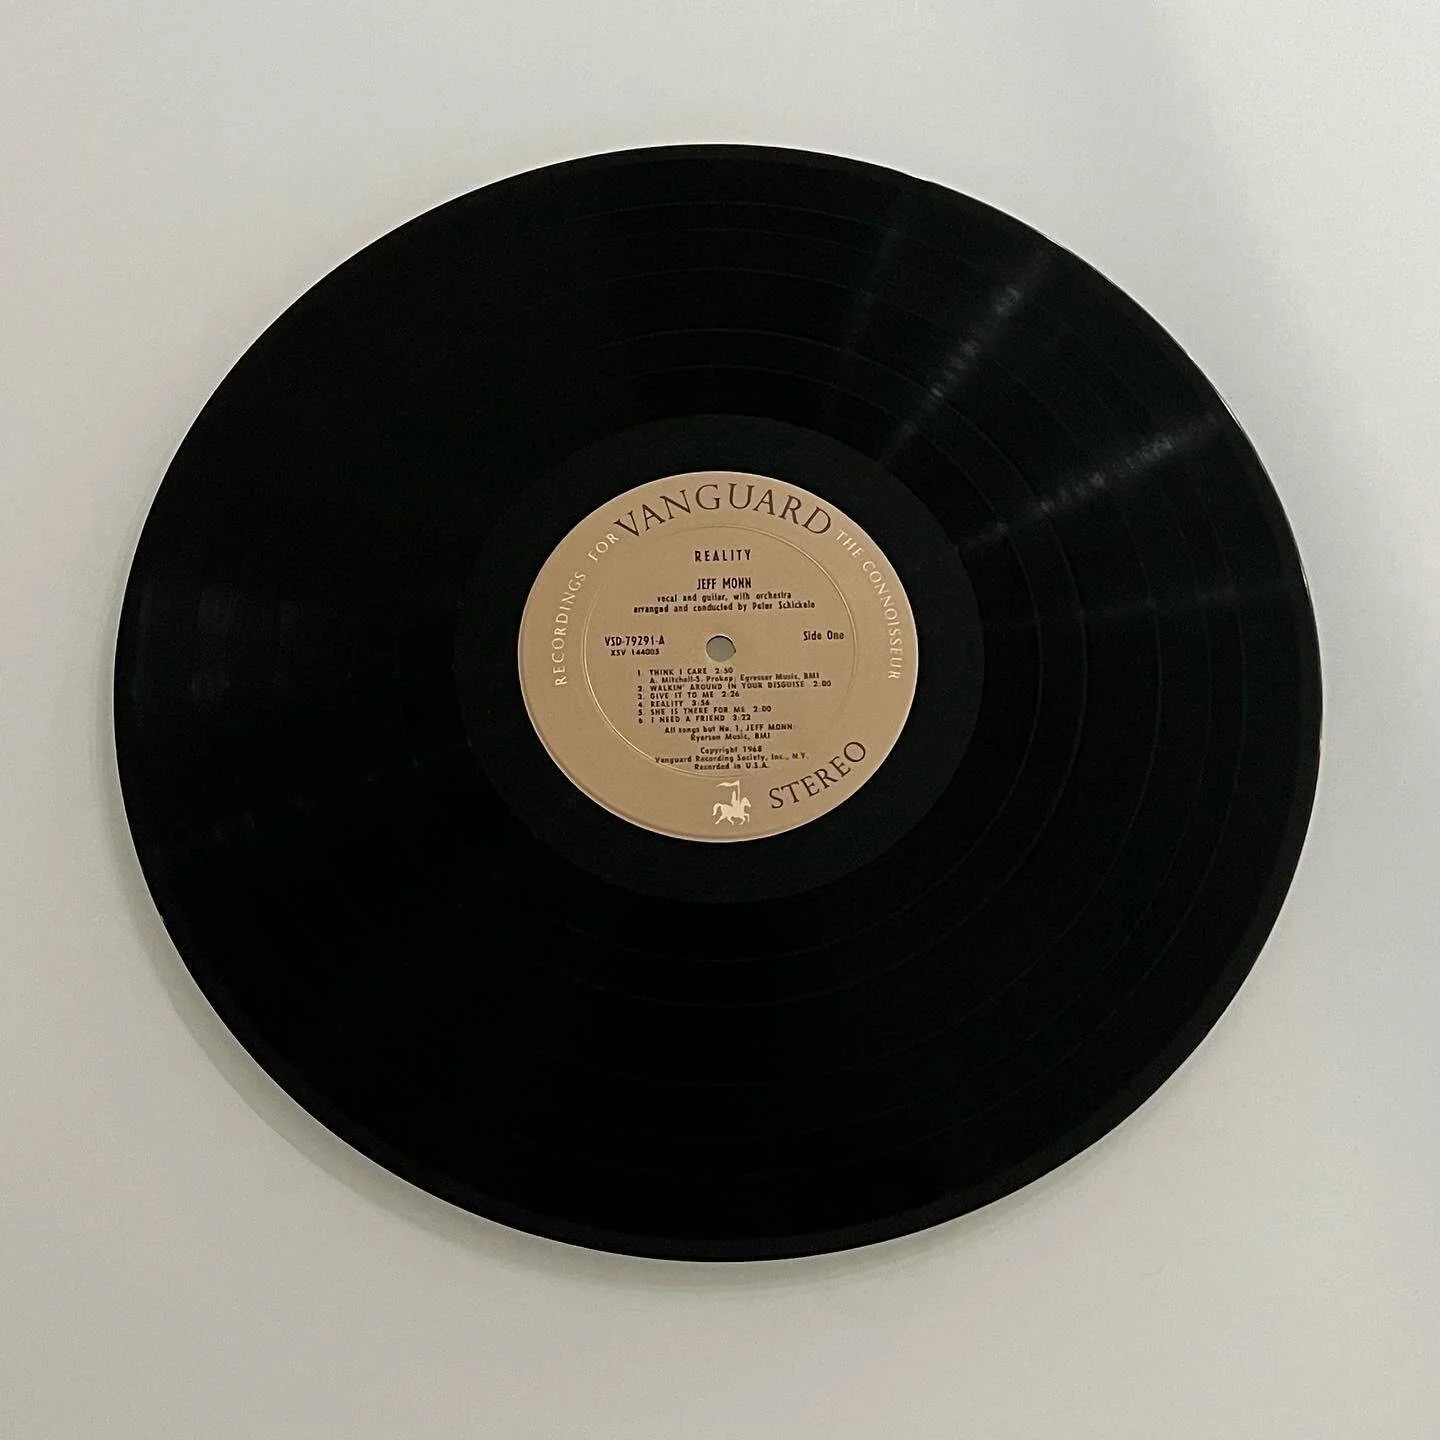 RECORDINGS FOR VANGUARD THE CONNOISSEUR
REALITY
JEFF MONN
vocal and guitar, with orchestra
arranged and conducted by Peter Schickele
VSD-79291-A
Side One
XSV 144005
1. THINK I CARE 2:50
A. Mitchell-S. Prokop; Egresser Music, BMI
2. WALKIN' AROUND IN YOUR DISGUISE 2:00
3. GIVE IT TO ME 2:26
4. REALITY 3:56
5. SHE IS THERE FOR ME 2:00
6 I NEED A FRIEND 3:22
All songs but No. 1, JEFF MONN
Ryerson Music, BMI
Copyright 1968
Vanguard Recording Society, Inc., N.Y.
Recorded in U.S.A.
STEREO